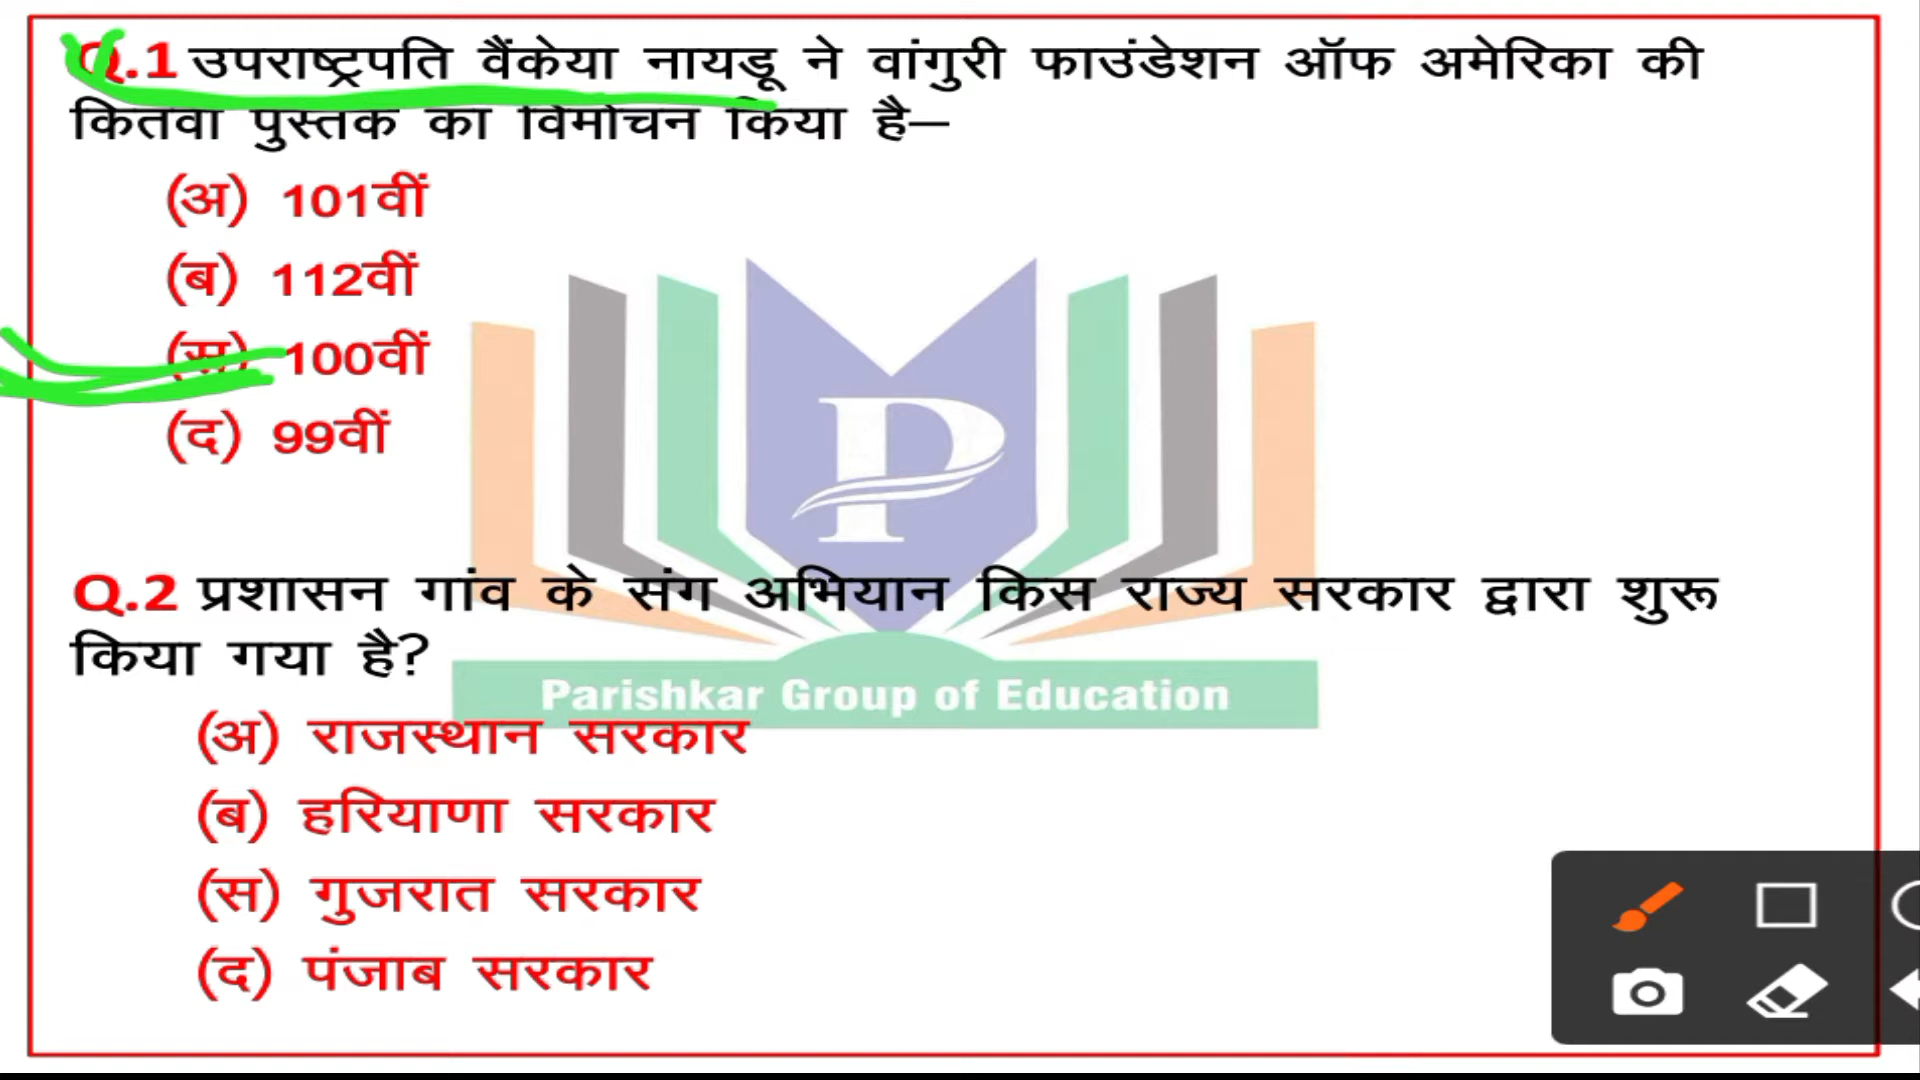 Q.1 उपराष्ट्रपति वैंकेया नायडू ने वांगुरी फाउंडेशन ऑफ अमेरिका की
कितवी पुस्तक का विमोचन किया है–
(अ) 101वीं
(ब) 112वीं
(स) 100वीं
(द) 99वीं
P
Q.2 प्रशासन गांव के संग अभियान किस राज्य सरकार द्वारा शुरू
किया गया है?
Parishkar Group of Education
(अ) राजस्थान सरकार
(ब) हरियाणा सरकार
(स) गुजरात सरकार
(द) पंजाब सरकार